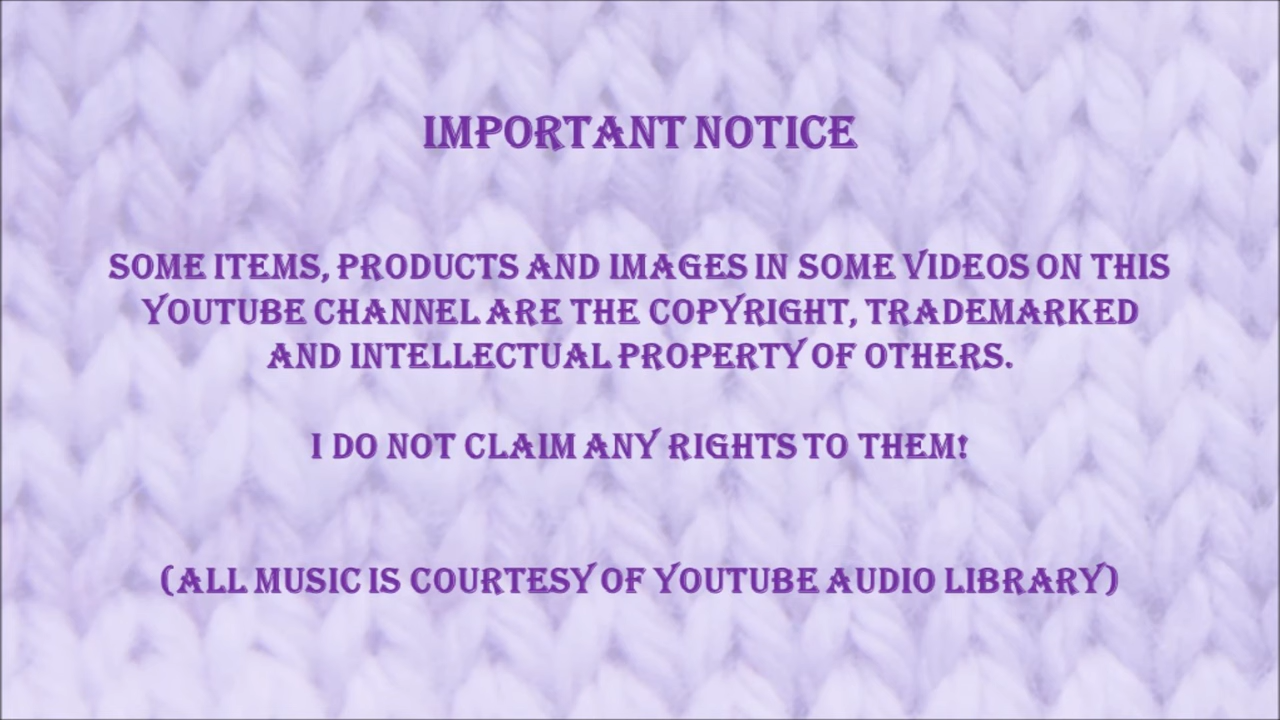 IMPORTANT NOTICE
SOME ITEMS, PRODUCTS AND IMAGES IN SOME VIDEOS ON THIS
YOUTUBE CHANNEL ARE THE COPYRIGHT, TRADEMARKED
AND INTELLECTUAL PROPERTY OF OTHERS.
I DO NOT CLAIM ANY RIGHTS TO THEM!
(ALL MUSIC IS COURTESY OF YOUTUBE AUDIO LIBRARY)